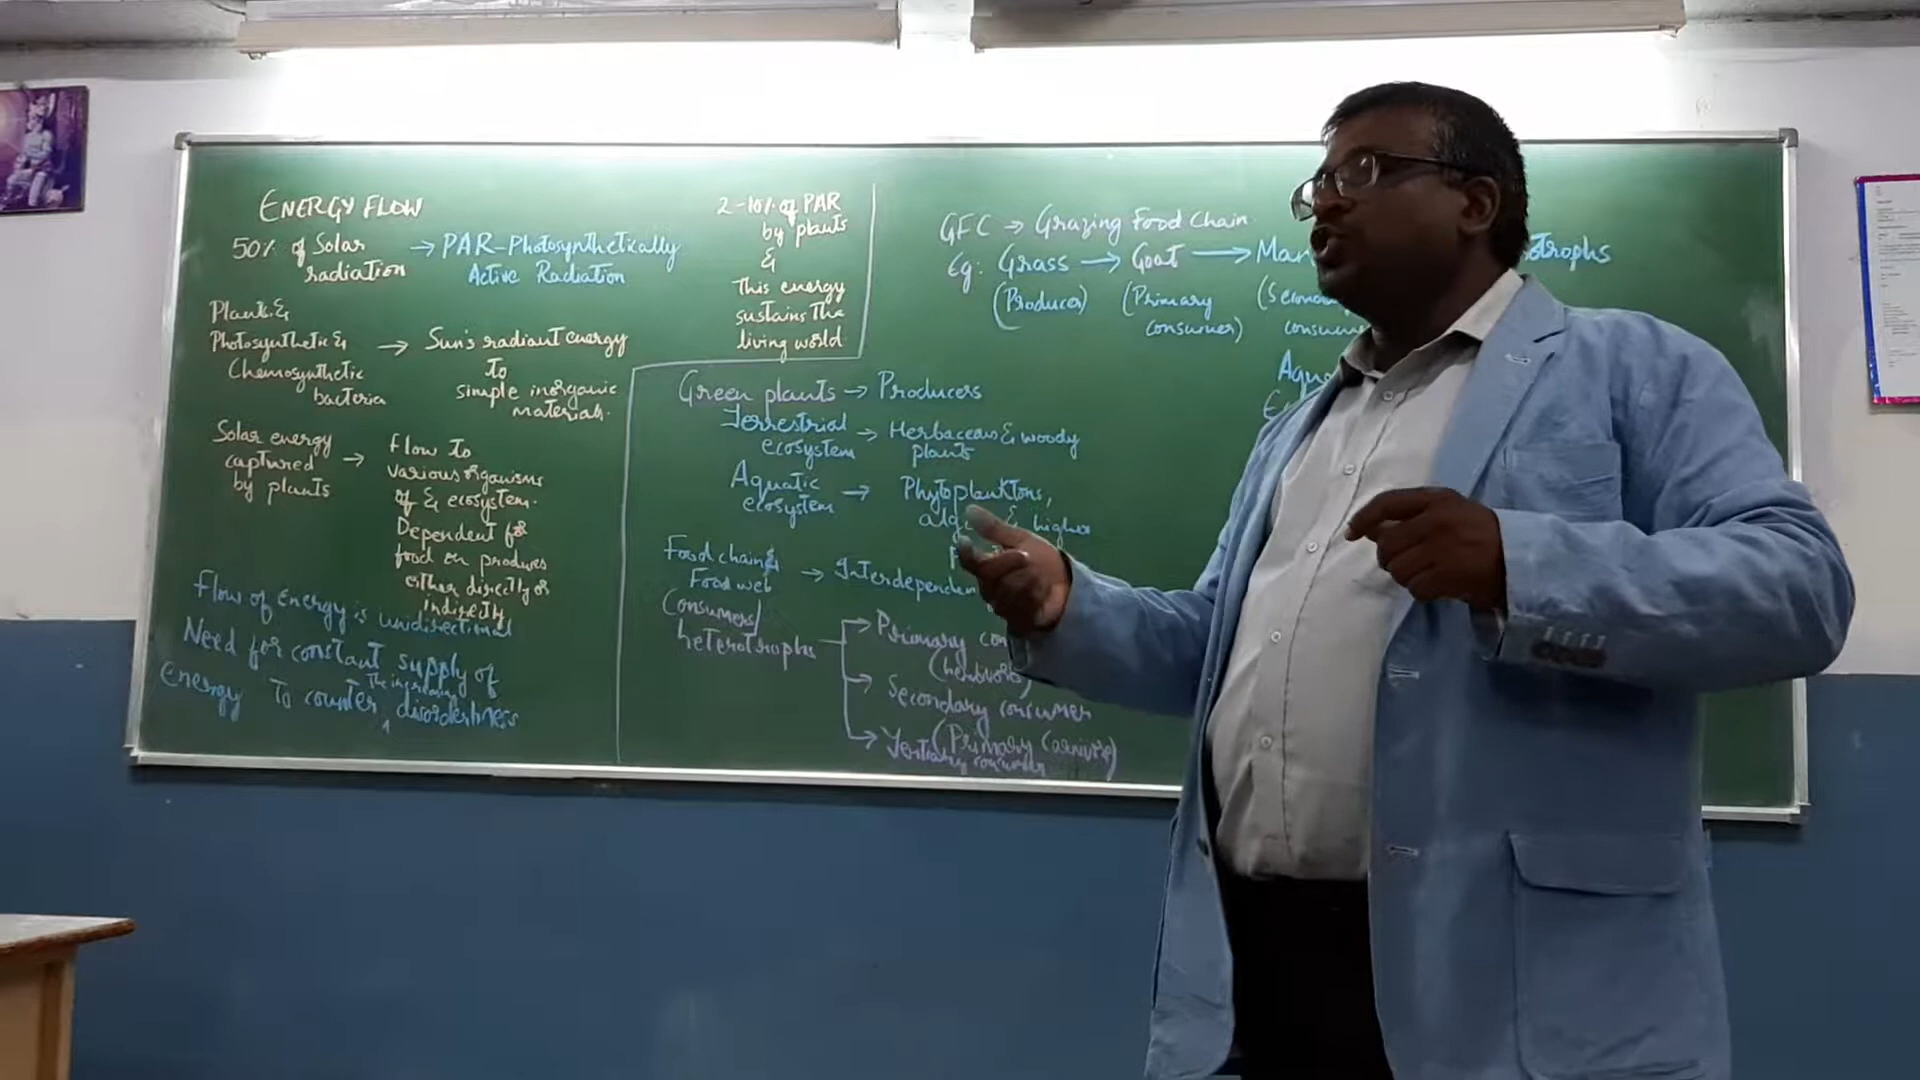 ENERGY FLOW
50% of Solar radiation → PAR-Photosynthetically Active Radiation
2-10% of PAR
by plants
&
This energy
sustains the
living world
Plants &
Photosynthetic &
Chemosynthetic
bacteria
→ Sun's radiant energy
to
simple inorganic
materials.
Solar energy
captured
by plants
→ Flow to
various organisms
of & ecosystem.
Dependent for
food on produces
either directly or
Flow of Energy is unidirectional
Need for constant supply of
energy to counter the increasing disorderliness
Green plants → Producers
Terrestrial
ecosystem
→ Herbaceous & woody
plants
Aquatic
ecosystem
→ Phytoplanktons,
& higher
Food chain &
Food web
→
Consumers/
heterotrophs
→ Primary
(herbivores)
→ Secondary consumer
(Primary carnivore)
→ Tertiary consumer
GFC → Grazing Food Chain
Eg: Grass → Goat → Man
(Producer) (Primary
consumer)